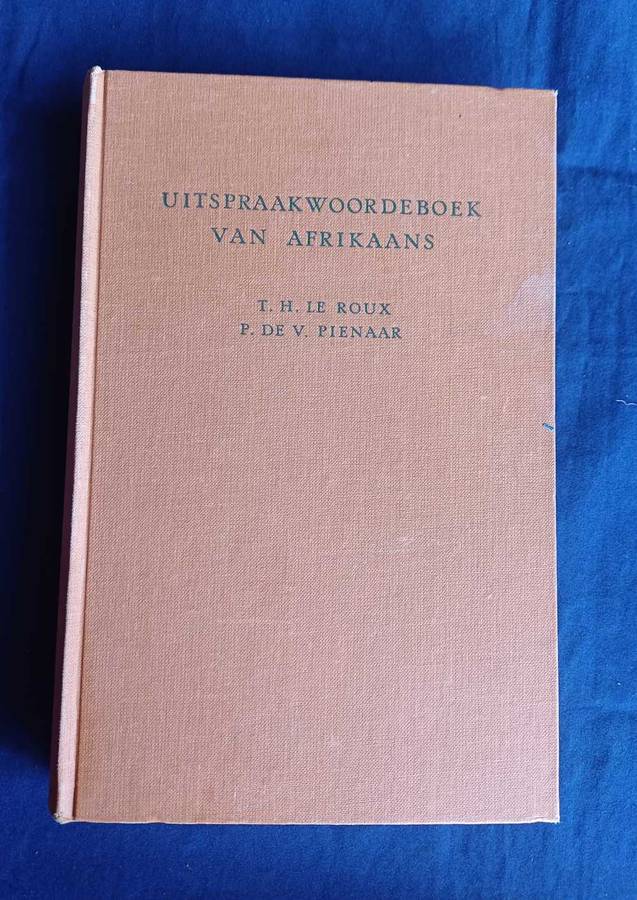 UITSPRAAKWOORDEBOEK
VAN AFRIKAANS
T. H. LE ROUX
P. DE V. PIENAAR